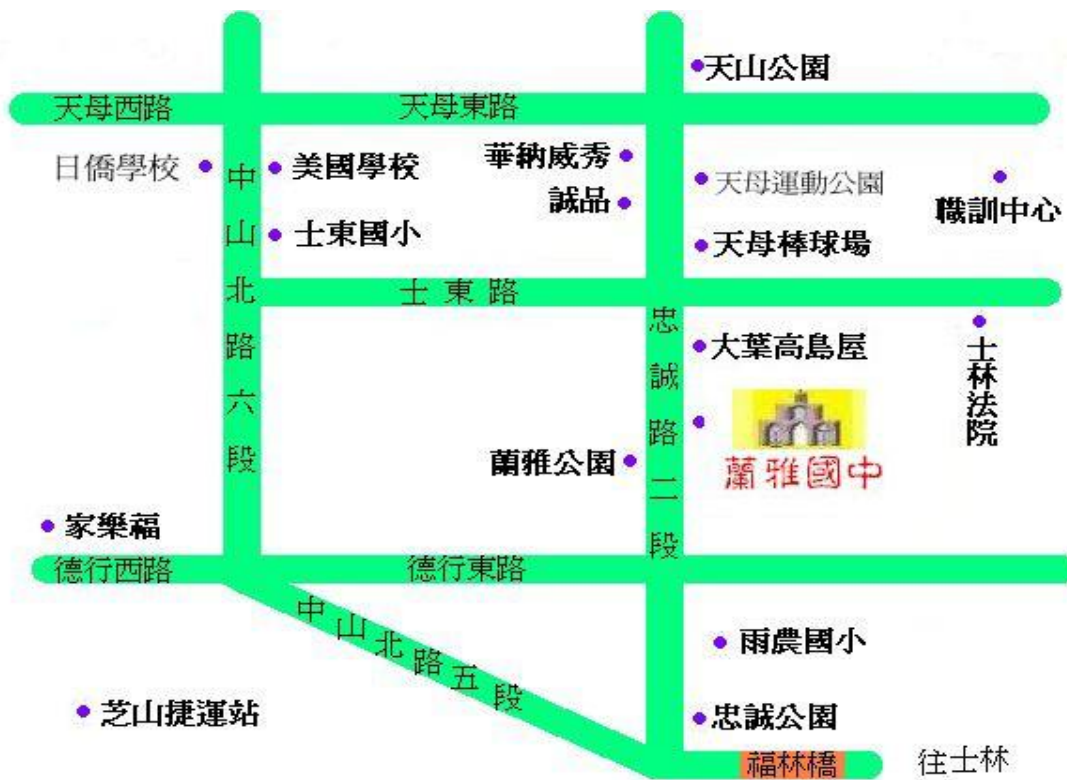 天山公園
天母西路
天母東路
日僑學校
美國學校
華納威秀
誠品
天母運動公園
職訓中心
士東國小
天母棒球場
中山北路六段
士東路
忠誠路二段
大葉高島屋
士林法院
蘭雅公園
蘭雅國中
家樂福
德行西路
德行東路
中山北路五段
雨農國小
芝山捷運站
忠誠公園
福林橋
往士林